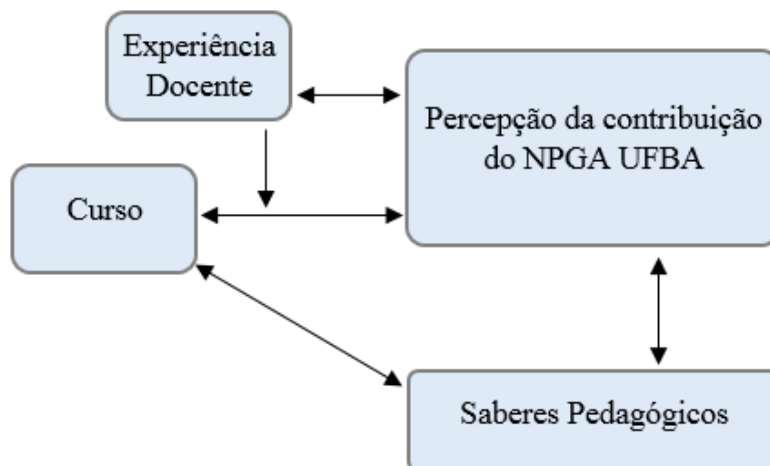 Experiência
Docente
Percepção da contribuição
do NPGA UFBA
Curso
Saberes Pedagógicos